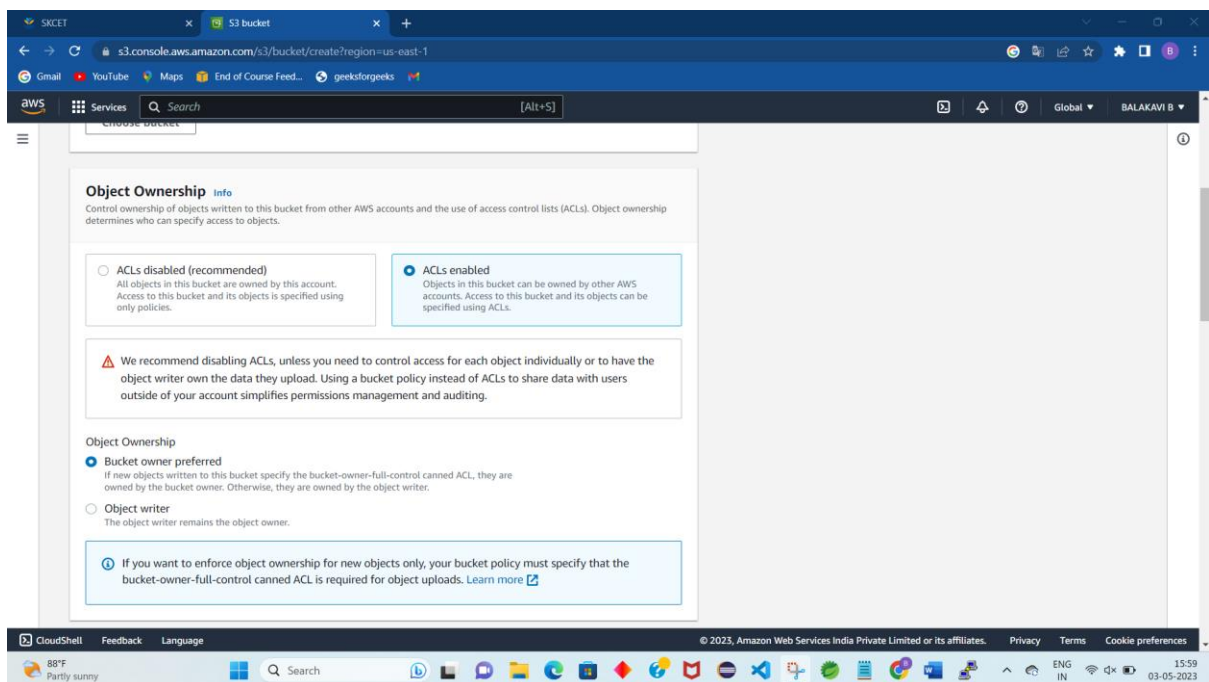 SKCET
S3 bucket
s3.console.aws.amazon.com/s3/bucket/create?region=us-east-1
Gmail YouTube Maps End of Course Feed... geeksforgeeks
aws Services Search [Alt+S] Global BALAKAVI B
Choose bucket
Object Ownership Info
Control ownership of objects written to this bucket from other AWS accounts and the use of access control lists (ACLs). Object ownership
determines who can specify access to objects.
ACLs disabled (recommended)
All objects in this bucket are owned by this account.
Access to this bucket and its objects is specified using
only policies.
ACLs enabled
Objects in this bucket can be owned by other AWS
accounts. Access to this bucket and its objects can be
specified using ACLs.
We recommend disabling ACLs, unless you need to control access for each object individually or to have the
object writer own the data they upload. Using a bucket policy instead of ACLs to share data with users
outside of your account simplifies permissions management and auditing.
Object Ownership
Bucket owner preferred
If new objects written to this bucket specify the bucket-owner-full-control canned ACL, they are
owned by the bucket owner. Otherwise, they are owned by the object writer.
Object writer
The object writer remains the object owner.
If you want to enforce object ownership for new objects only, your bucket policy must specify that the
bucket-owner-full-control canned ACL is required for object uploads. Learn more
CloudShell Feedback Language © 2023, Amazon Web Services India Private Limited or its affiliates. Privacy Terms Cookie preferences
88°F
Partly sunny
Search
ENG
IN
15:59
03-05-2023